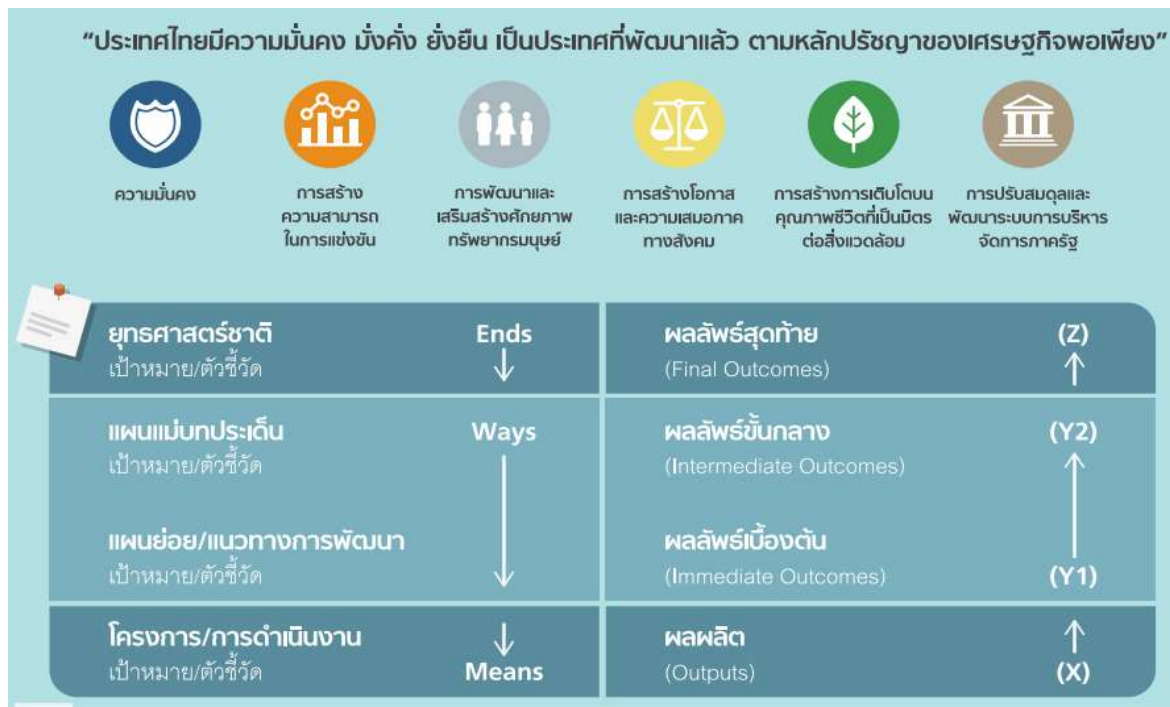 “ประเทศไทยมีความมั่นคง มั่งคั่ง ยั่งยืน เป็นประเทศที่พัฒนาแล้ว ตามหลักปรัชญาของเศรษฐกิจพอเพียง”
ความมั่นคง
การสร้าง
ความสามารถ
ในการแข่งขัน
การพัฒนาและ
เสริมสร้างศักยภาพ
ทรัพยากรมนุษย์
การสร้างโอกาส
และความเสมอภาค
ทางสังคม
การสร้างการเติบโตบน
คุณภาพชีวิตที่เป็นมิตร
ต่อสิ่งแวดล้อม
การปรับสมดุลและ
พัฒนาระบบการบริหาร
จัดการภาครัฐ
ยุทธศาสตร์ชาติ Ends
เป้าหมาย/ตัวชี้วัด
ผลลัพธ์สุดท้าย (Z)
(Final Outcomes)
แผนแม่บทประเด็น Ways
เป้าหมาย/ตัวชี้วัด
ผลลัพธ์ขั้นกลาง (Y2)
(Intermediate Outcomes)
แผนย่อย/แนวทางการพัฒนา
เป้าหมาย/ตัวชี้วัด
ผลลัพธ์เบื้องต้น
(Immediate Outcomes) (Y1)
โครงการ/การดำเนินงาน
เป้าหมาย/ตัวชี้วัด Means
ผลผลิต
(Outputs) (X)